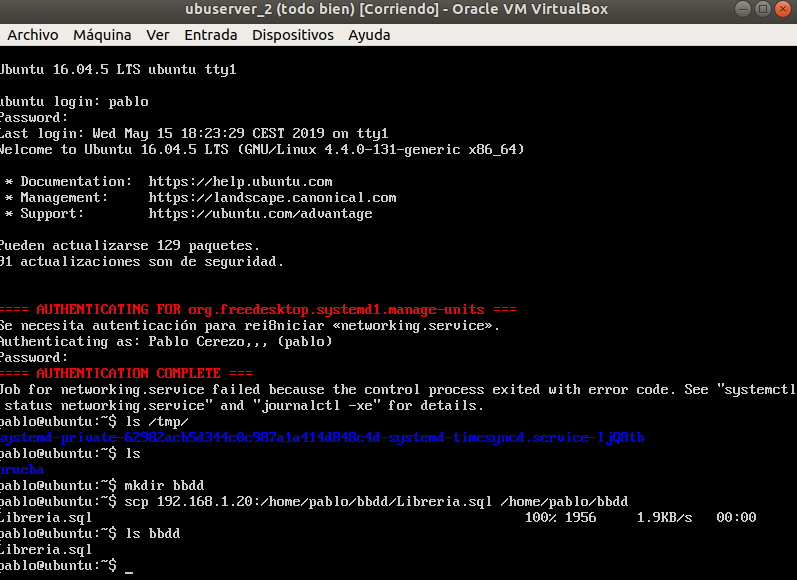 ubuserver_2 (todo bien) [Corriendo] - Oracle VM VirtualBox
Archivo Máquina Ver Entrada Dispositivos Ayuda
Ubuntu 16.04.5 LTS ubuntu tty1
ubuntu login: pablo
Password:
Last login: Wed May 15 18:23:29 CEST 2019 on tty1
Welcome to Ubuntu 16.04.5 LTS (GNU/Linux 4.4.0-131-generic x86_64)
* Documentation: https://help.ubuntu.com
* Management: https://landscape.canonical.com
* Support: https://ubuntu.com/advantage
Pueden actualizarse 129 paquetes.
91 actualizaciones son de seguridad.
==== AUTHENTICATING FOR org.freedesktop.systemd1.manage-units ===
Se necesita autenticación para rei8niciar «networking.service».
Authenticating as: Pablo Cerezo,,, (pablo)
Password:
==== AUTHENTICATION COMPLETE ===
Job for networking.service failed because the control process exited with error code. See "systemctl
status networking.service" and "journalctl -xe" for details.
pablo@ubuntu:~$ ls /tmp/
systemd-private-62982acb5d344c0c987a1a414d848c4d-systemd-timesyncd.service-IjQ8tb
pablo@ubuntu:~$ ls
prueba
pablo@ubuntu:~$ mkdir bbdd
pablo@ubuntu:~$ scp 192.168.1.20:/home/pablo/bbdd/Libreria.sql /home/pablo/bbdd
Libreria.sql 100% 1956 1.9KB/s 00:00
pablo@ubuntu:~$ ls bbdd
Libreria.sql
pablo@ubuntu:~$ _